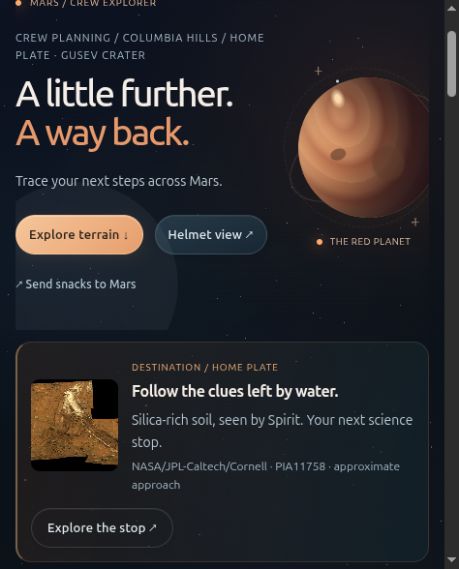 MARS / CREW EXPLORER
CREW PLANNING / COLUMBIA HILLS / HOME
PLATE · GUSEV CRATER
A little further.
A way back.
Trace your next steps across Mars.
Explore terrain ↓
Helmet view ↗
↗ Send snacks to Mars
THE RED PLANET
DESTINATION / HOME PLATE
Follow the clues left by water.
Silica-rich soil, seen by Spirit. Your next science
stop.
NASA/JPL-Caltech/Cornell · PIA11758 · approximate
approach
Explore the stop ↗